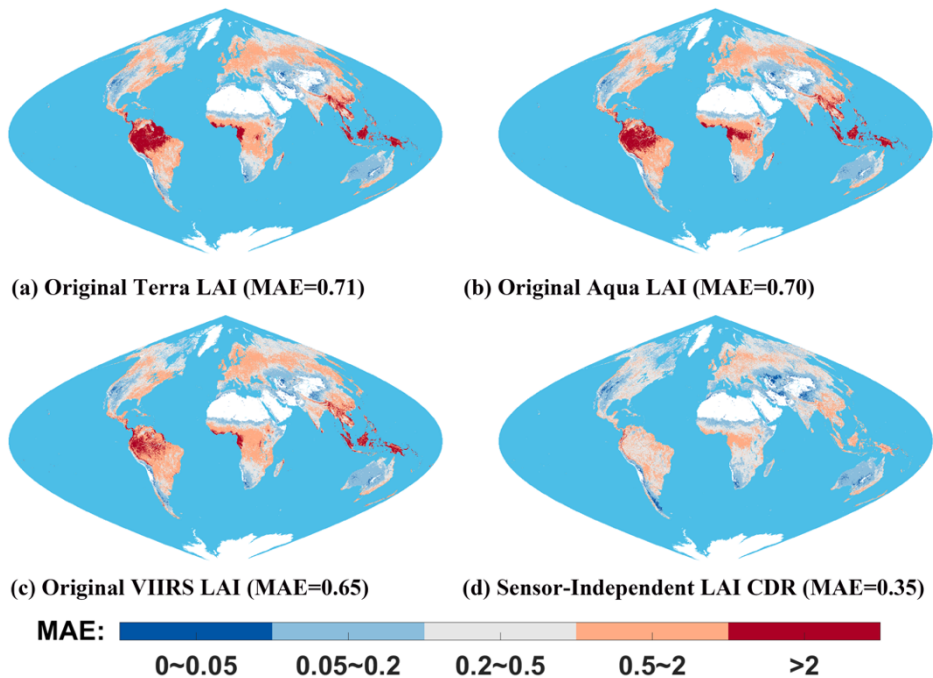 (a) Original Terra LAI (MAE=0.71)
(b) Original Aqua LAI (MAE=0.70)
(c) Original VIIRS LAI (MAE=0.65)
(d) Sensor-Independent LAI CDR (MAE=0.35)
MAE:
0~0.05 0.05~0.2 0.2~0.5 0.5~2 >2